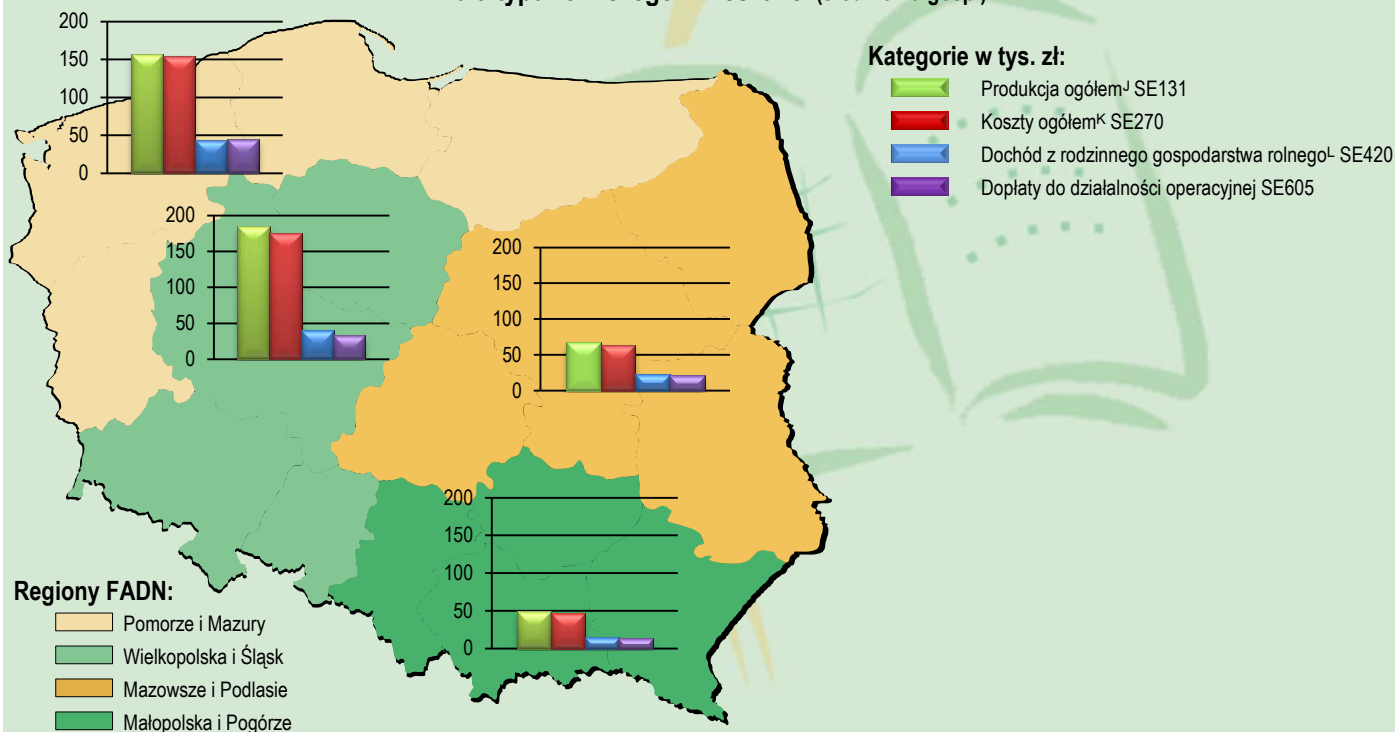 Kategorie w tys. zł:
Produkcja ogółemᴶ SE131
Koszty ogółemᴷ SE270
Dochód z rodzinnego gospodarstwa rolnegoᴸ SE420
Dopłaty do działalności operacyjnej SE605
200
150
100
50
0
200
150
100
50
0
200
150
100
50
0
200
150
100
50
0
Regiony FADN:
Pomorze i Mazury
Wielkopolska i Śląsk
Mazowsze i Podlasie
Małopolska i Pogórze